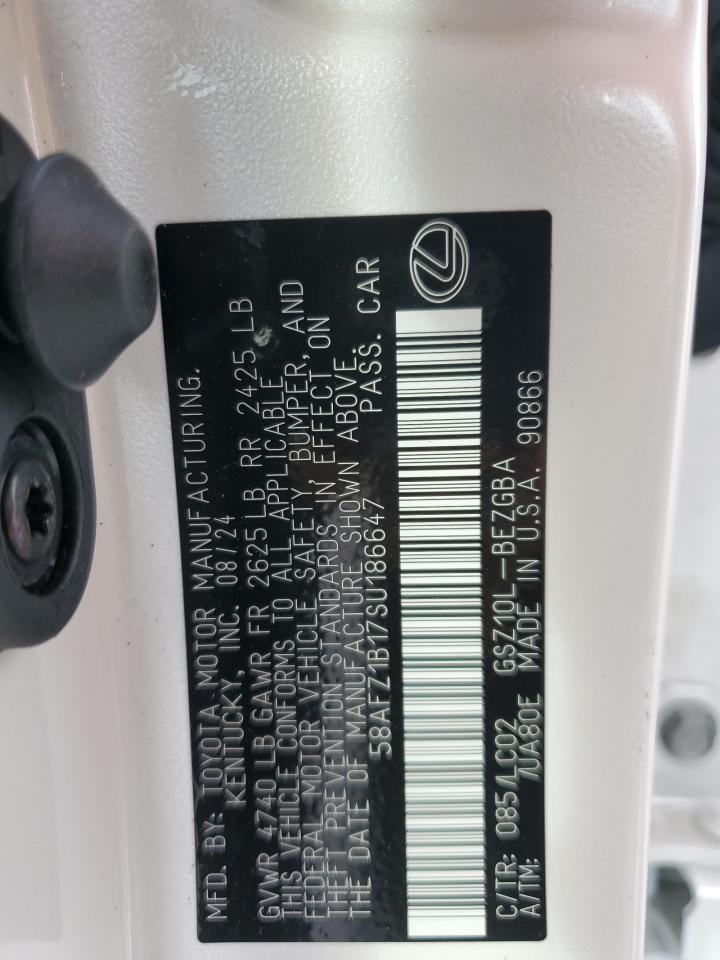 MFD. BY: TOYOTA MOTOR MANUFACTURING.
KENTUCKY, INC. 08/24
GVWR 4740 LB GAWR FR 2625 LB RR 2425 LB
THIS VEHICLE CONFORMS TO ALL APPLICABLE
FEDERAL MOTOR VEHICLE SAFETY, BUMPER, AND
THEFT PREVENTION STANDARDS IN EFFECT ON
THE DATE OF MANUFACTURE SHOWN ABOVE.
58AFZ1B17SU186647 PASS. CAR
C/TR: 085/LC02 GSZ10L-BEZGBA
A/TM: /UA80E MADE IN U.S.A. 90866